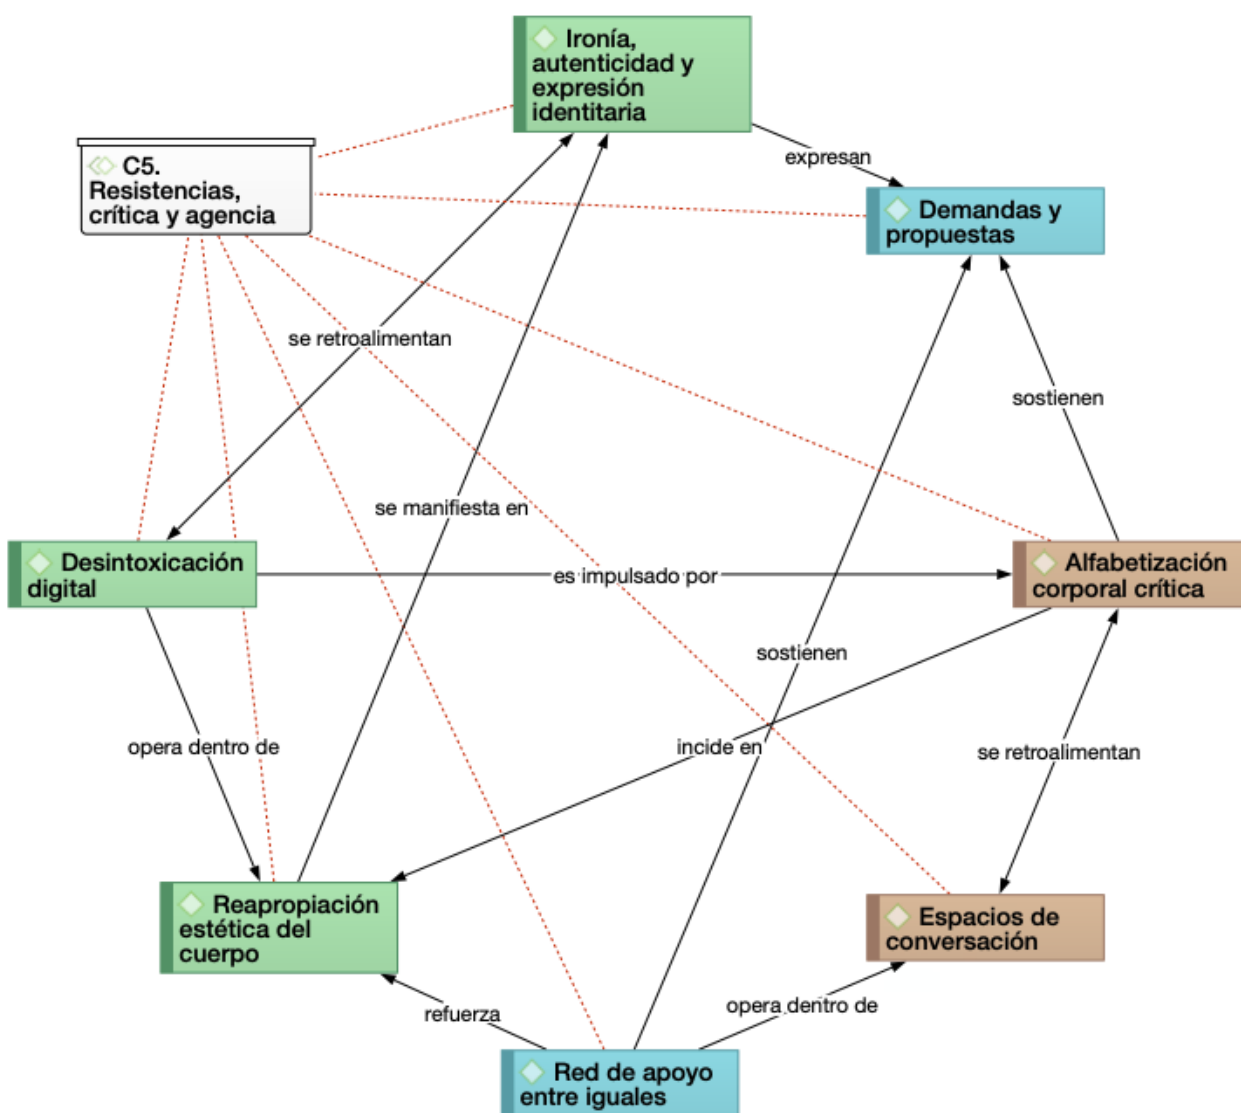 Ironía,
autenticidad y
expresión
identitaria
C5.
Resistencias,
crítica y agencia
expresan
Demandas y
propuestas
se retroalimentan
sostienen
se manifiesta en
Desintoxicación
digital
es impulsado por
Alfabetización
corporal crítica
sostienen
opera dentro de
incide en
se retroalimentan
Reapropiación
estética del
cuerpo
Espacios de
conversación
refuerza
opera dentro de
Red de apoyo
entre iguales